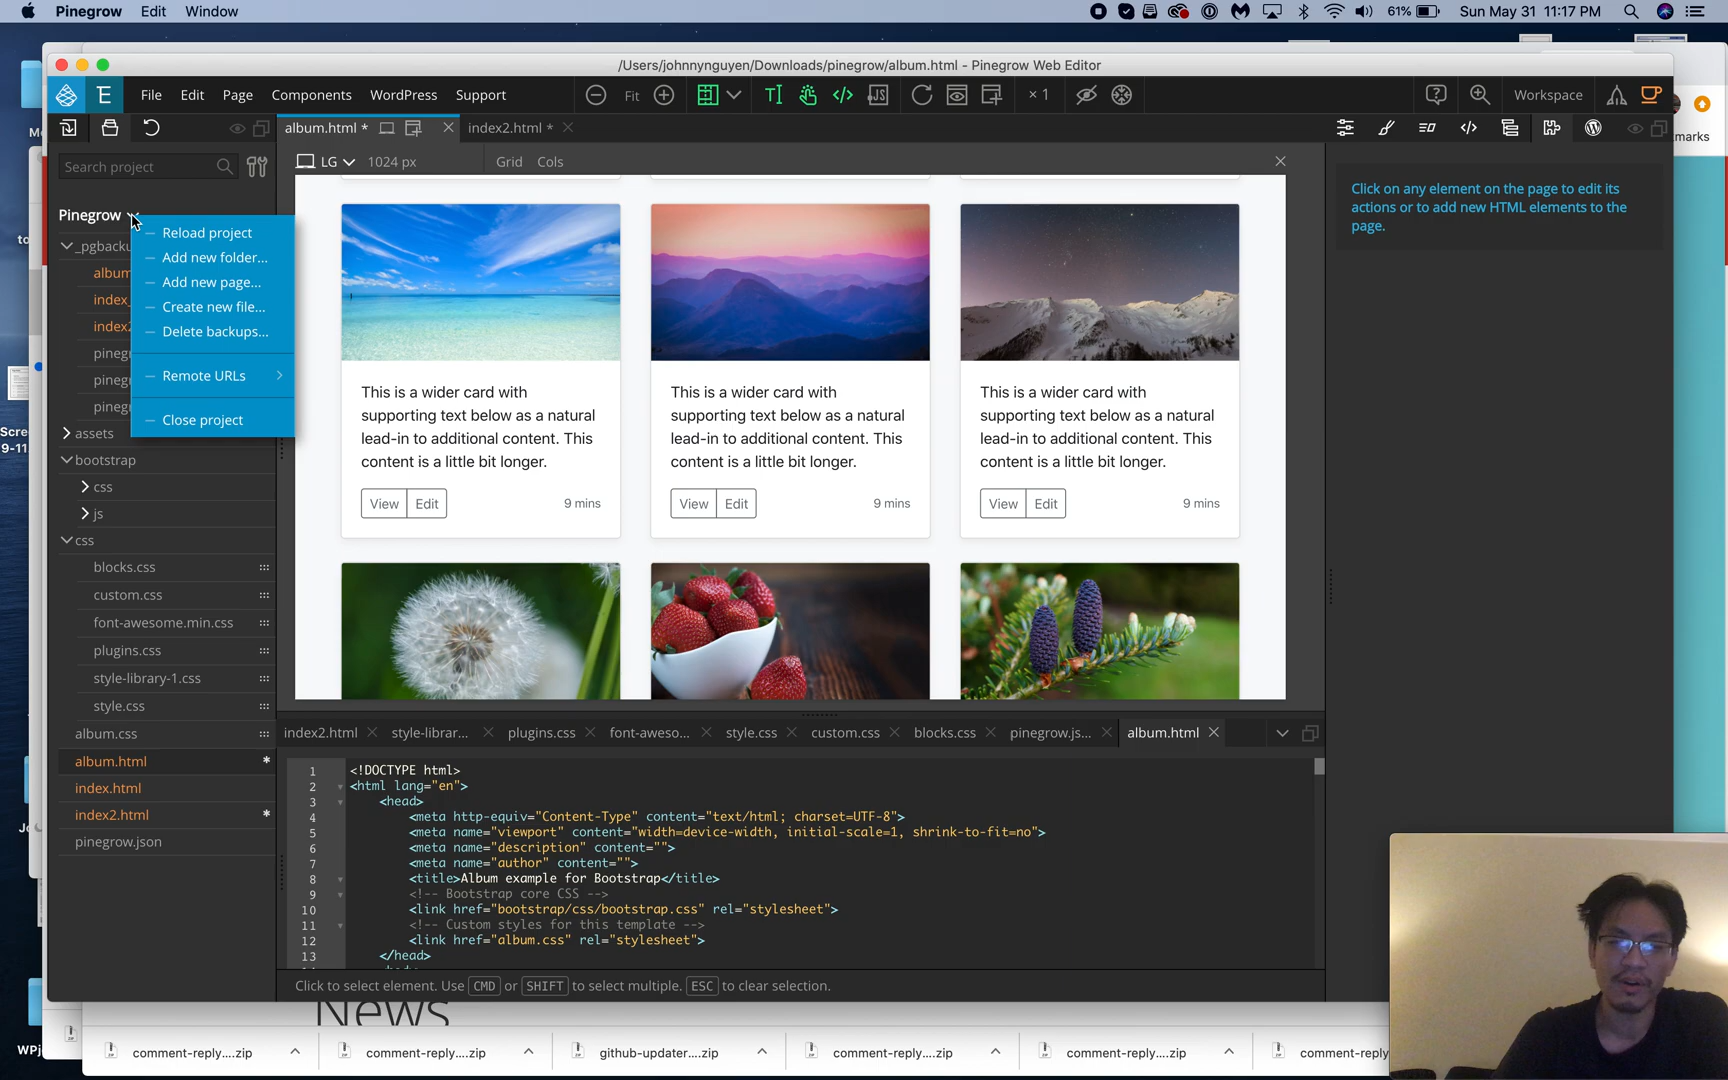 Pinegrow Edit Window
61% Sun May 31 11:17 PM
/Users/johnnynguyen/Downloads/pinegrow/album.html - Pinegrow Web Editor
E File Edit Page Components WordPress Support Fit JS × 1 Workspace
album.html * index2.html *
marks
Search project
LG 1024 px Grid Cols
Click on any element on the page to edit its
actions or to add new HTML elements to the
page.
Pinegrow
Reload project
Add new folder...
Add new page...
Create new file...
Delete backups...
Remote URLs
Close project
_pgbacku
album
index_
index2
pinegr
pinegr
pinegr
assets
bootstrap
css
js
css
blocks.css
custom.css
font-awesome.min.css
plugins.css
style-library-1.css
style.css
album.css
album.html *
index.html
index2.html *
pinegrow.json
This is a wider card with
supporting text below as a natural
lead-in to additional content. This
content is a little bit longer.
View Edit 9 mins
This is a wider card with
supporting text below as a natural
lead-in to additional content. This
content is a little bit longer.
View Edit 9 mins
This is a wider card with
supporting text below as a natural
lead-in to additional content. This
content is a little bit longer.
View Edit 9 mins
index2.html style-librar... plugins.css font-aweso... style.css custom.css blocks.css pinegrow.js... album.html
1 <!DOCTYPE html>
2 <html lang="en">
3 <head>
4 <meta http-equiv="Content-Type" content="text/html; charset=UTF-8">
5 <meta name="viewport" content="width=device-width, initial-scale=1, shrink-to-fit=no">
6 <meta name="description" content="">
7 <meta name="author" content="">
8 <title>Album example for Bootstrap</title>
9 <!-- Bootstrap core CSS -->
10 <link href="bootstrap/css/bootstrap.css" rel="stylesheet">
11 <!-- Custom styles for this template -->
12 <link href="album.css" rel="stylesheet">
13 </head>
Click to select element. Use CMD or SHIFT to select multiple. ESC to clear selection.
News
WPj
comment-reply....zip comment-reply....zip github-updater....zip comment-reply....zip comment-reply....zip comment-reply